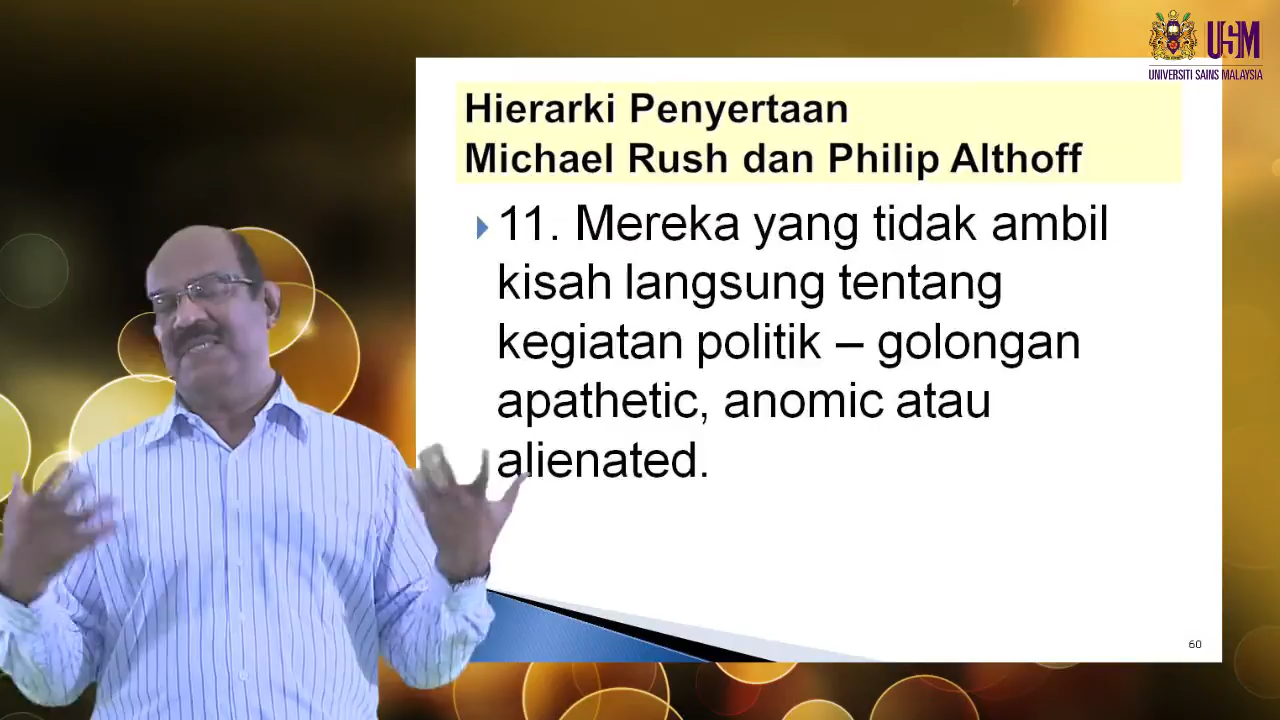 USM
UNIVERSITI SAINS MALAYSIA
Hierarki Penyertaan
Michael Rush dan Philip Althoff
11. Mereka yang tidak ambil
kisah langsung tentang
kegiatan politik – golongan
apathetic, anomic atau
alienated.
60